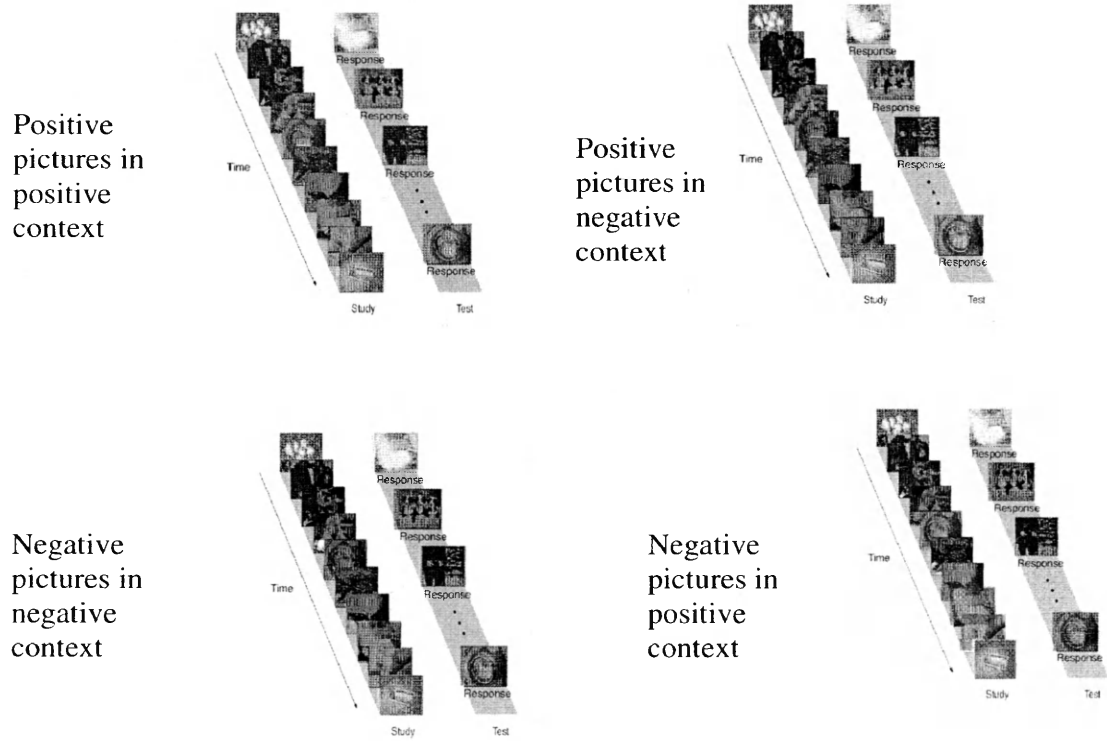 Positive
pictures in
positive
context
Time
Response
Response
Response
Response
Study
Test
Positive
pictures in
negative
context
Time
Response
Response
Response
Response
Study
Test
Negative
pictures in
negative
context
Time
Response
Response
Response
Response
Study
Test
Negative
pictures in
positive
context
Time
Response
Response
Response
Response
Study
Test